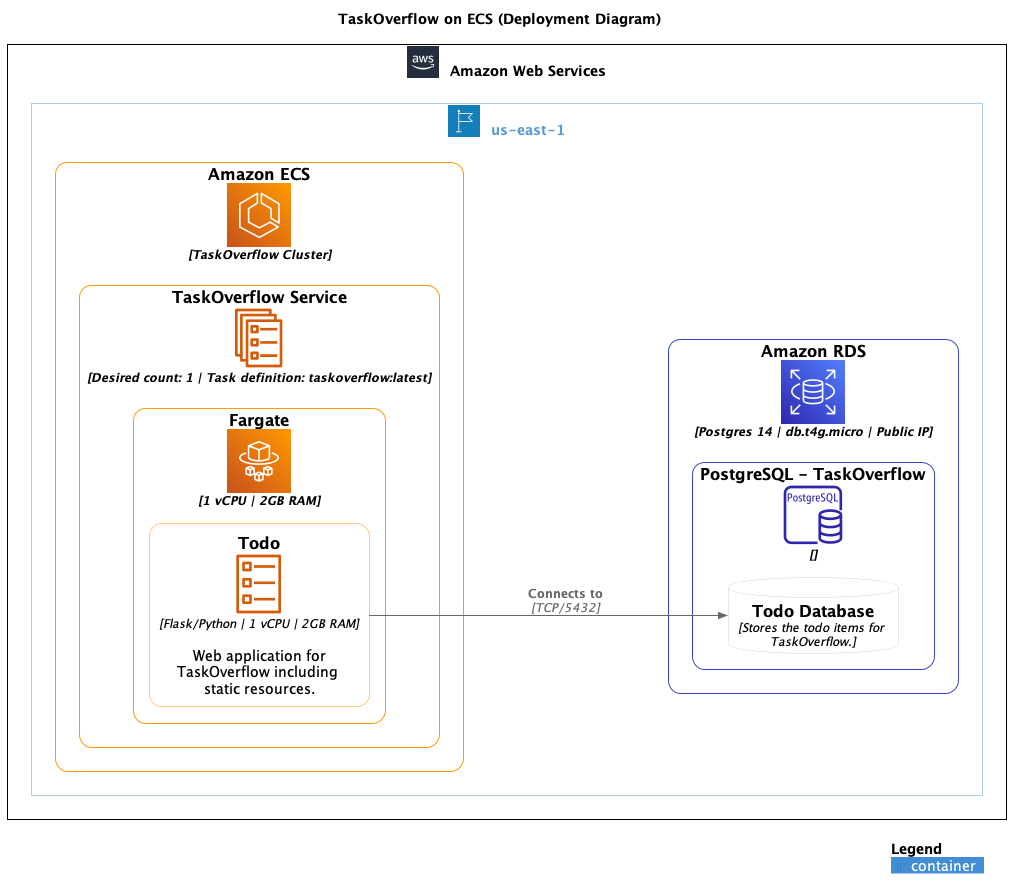 TaskOverflow on ECS (Deployment Diagram)
aws
Amazon Web Services
us-east-1
Amazon ECS
[TaskOverflow Cluster]
TaskOverflow Service
[Desired count: 1 | Task definition: taskoverflow:latest]
Fargate
[1 vCPU | 2GB RAM]
Todo
[Flask/Python | 1 vCPU | 2GB RAM]
Web application for
TaskOverflow including
static resources.
Connects to
[TCP/5432]
Amazon RDS
[Postgres 14 | db.t4g.micro | Public IP]
PostgreSQL - TaskOverflow
PostgreSQL
[]
Todo Database
[Stores the todo items for
TaskOverflow.]
Legend
container